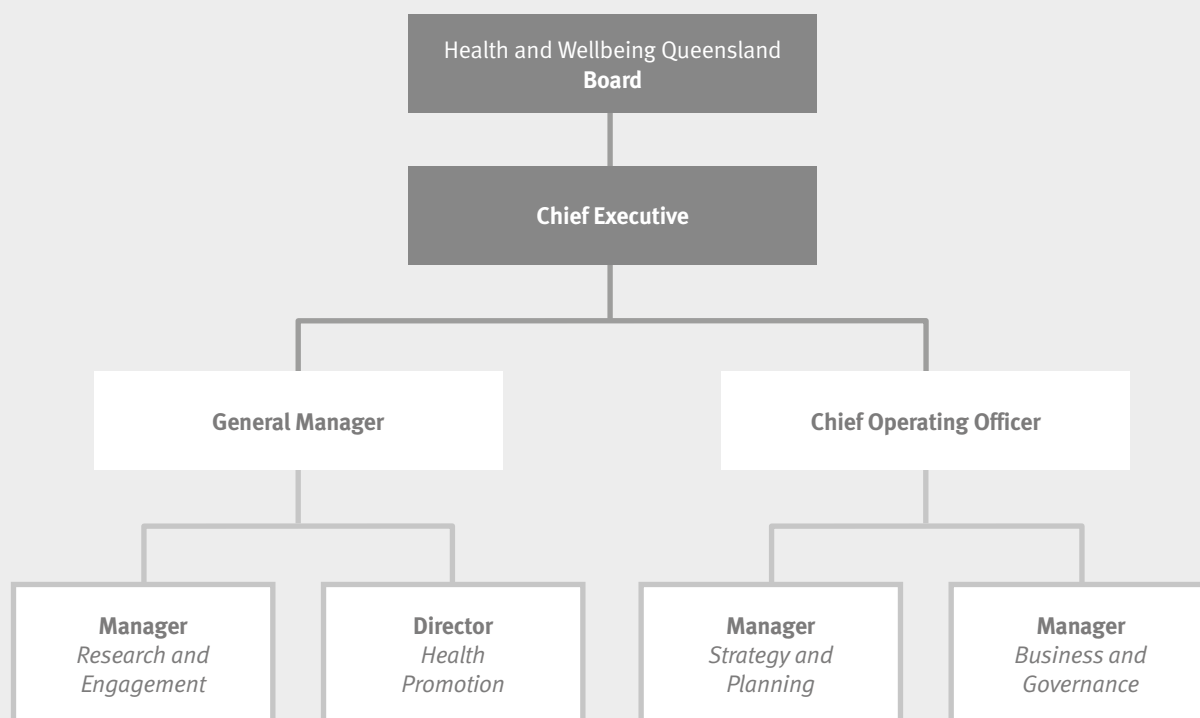 Health and Wellbeing Queensland
Board
Chief Executive
General Manager
Chief Operating Officer
Manager
Research and
Engagement
Director
Health
Promotion
Manager
Strategy and
Planning
Manager
Business and
Governance